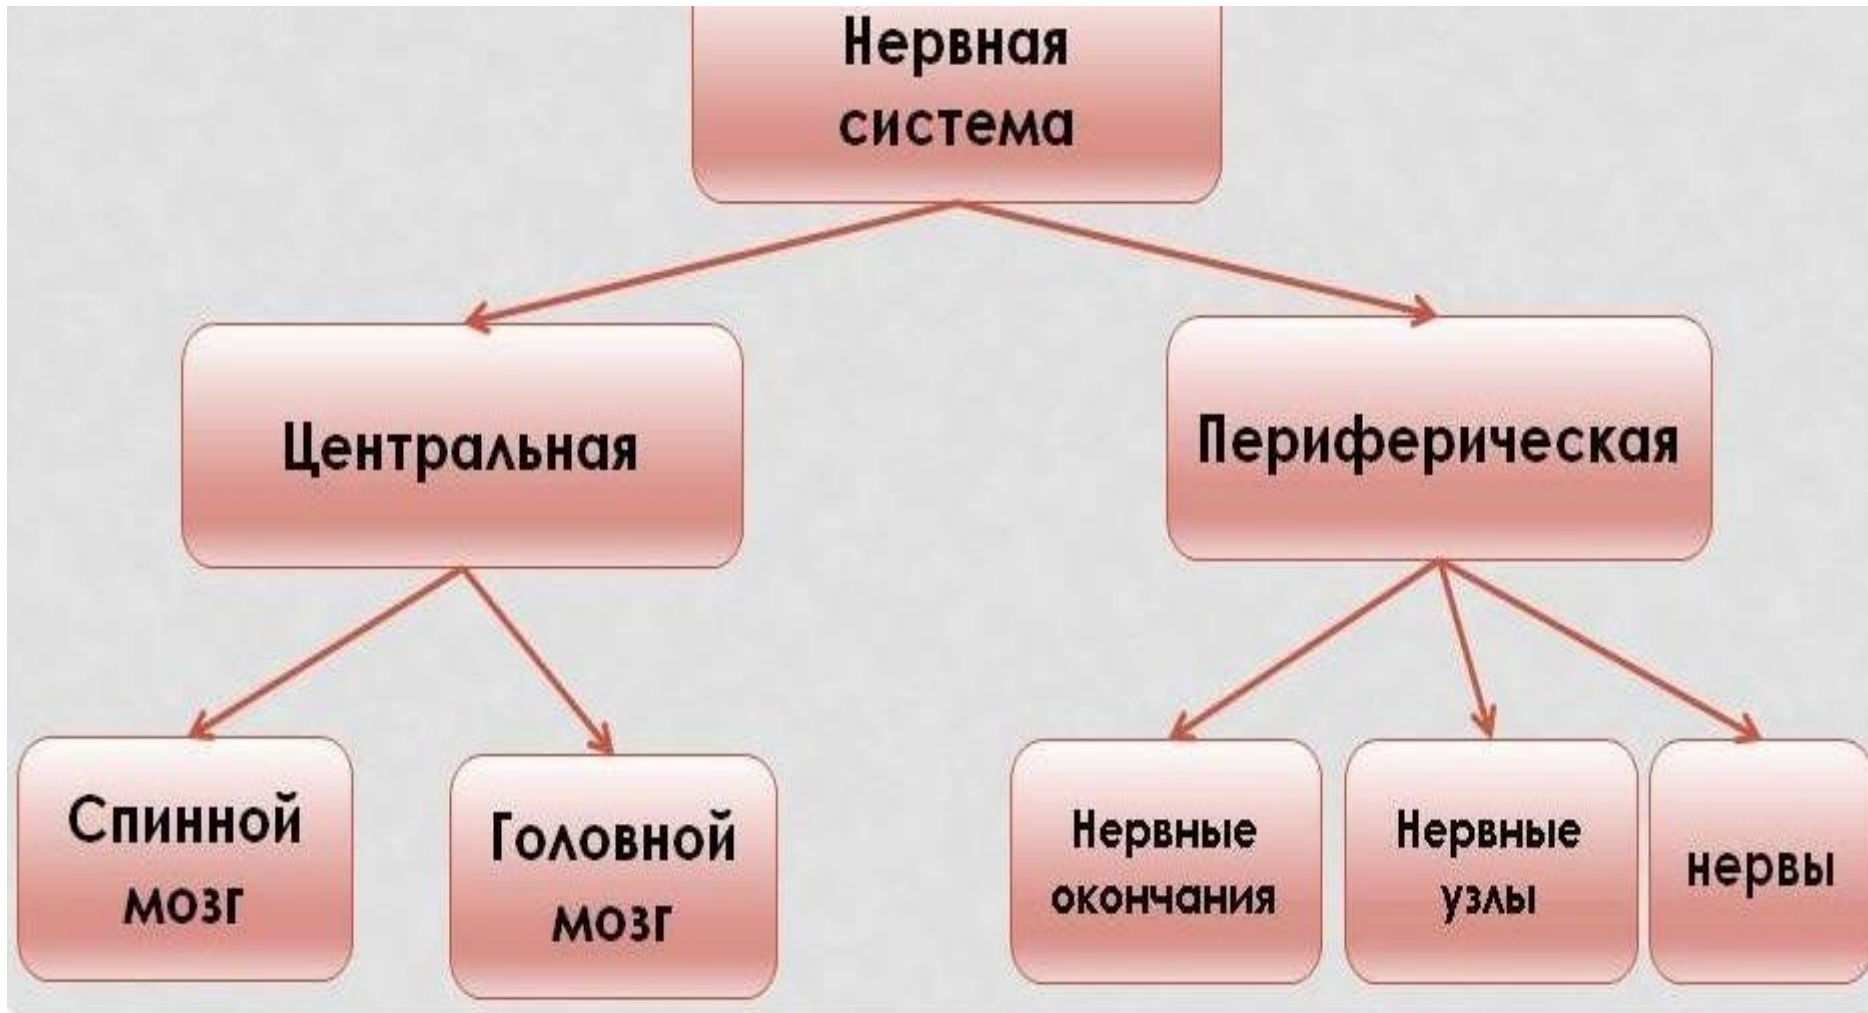 Нервная
система
Центральная
Периферическая
Спинной
мозг
Головной
мозг
Нервные
окончания
Нервные
узлы
нервы